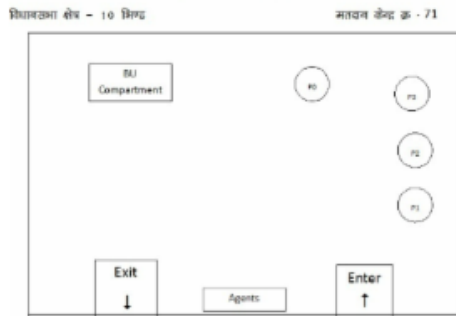 विधानसभा क्षेत्र - 10 भिण्ड
मतदान केन्द्र क्र - 71
BU
Compartment
P0
P3
P2
P1
Exit
↓
Agents
Enter
↑